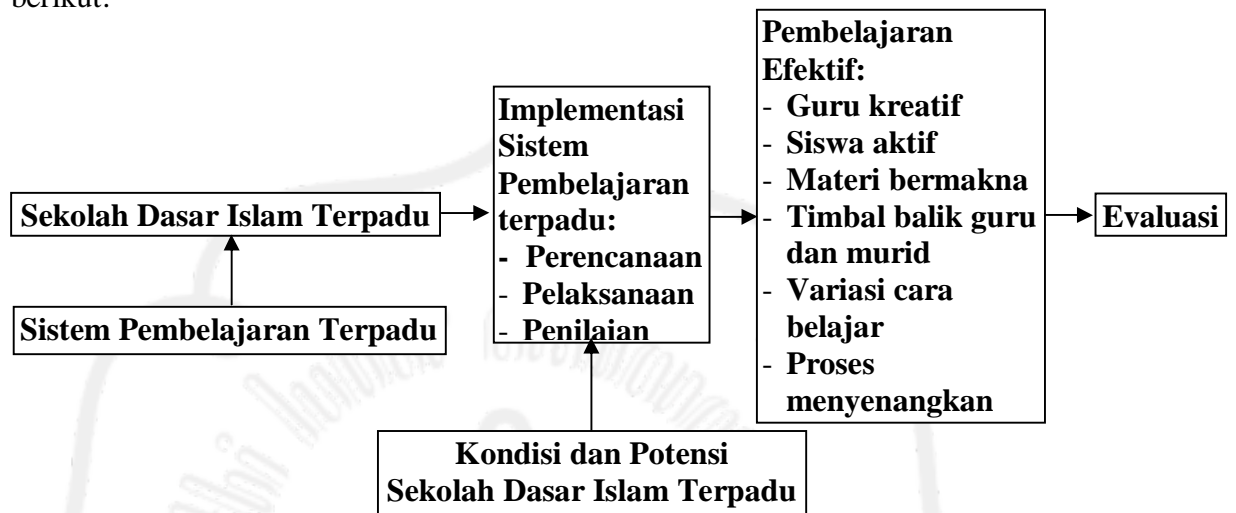 berikut:
Sekolah Dasar Islam Terpadu
Sistem Pembelajaran Terpadu
Implementasi
Sistem
Pembelajaran
terpadu:
- Perencanaan
- Pelaksanaan
- Penilaian
Kondisi dan Potensi
Sekolah Dasar Islam Terpadu
Pembelajaran
Efektif:
- Guru kreatif
- Siswa aktif
- Materi bermakna
- Timbal balik guru
dan murid
- Variasi cara
belajar
- Proses
menyenangkan
Evaluasi